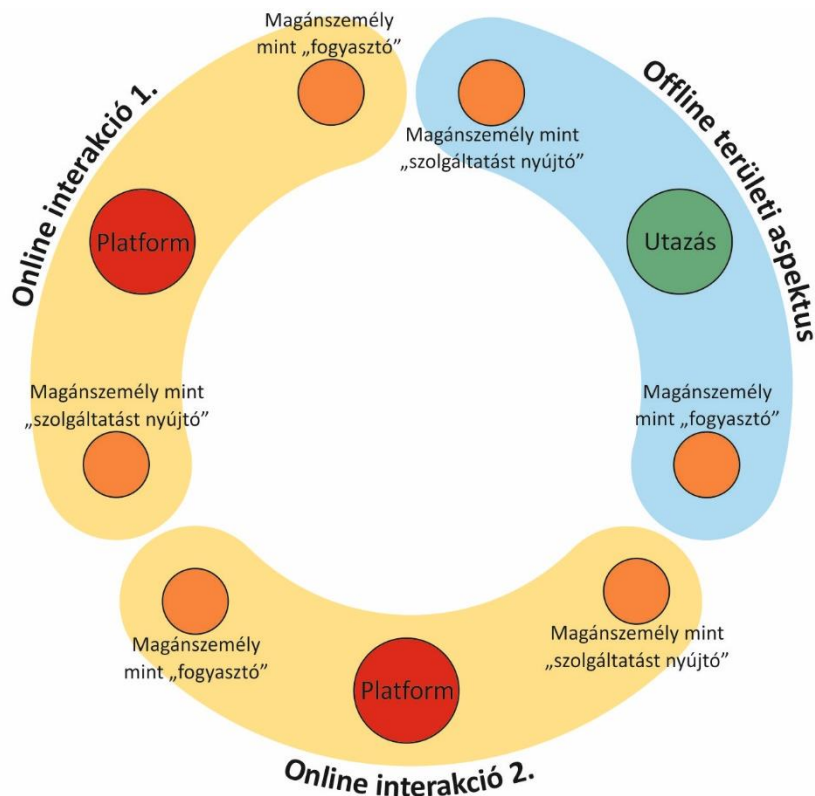 Magánszemély
mint „fogyasztó”
Online interakció 1.
Platform
Magánszemély mint
„szolgáltatást nyújtó”
Magánszemély mint
„szolgáltatást nyújtó”
Offline területi aspektus
Utazás
Magánszemély
mint „fogyasztó”
Magánszemély
mint „fogyasztó”
Platform
Magánszemély mint
„szolgáltatást nyújtó”
Online interakció 2.